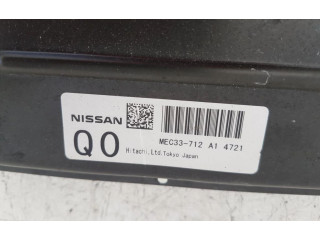 NISSAN
QO
MEC33-712 A1 4721
Hitachi,Ltd.Tokyo Japan